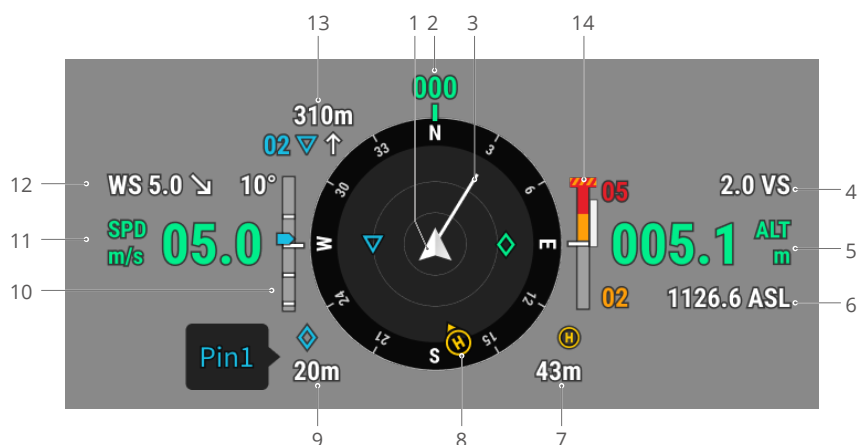 13 1 2 3 14
000
310m
02
N
33 3
30 6
12 WS 5.0 10° 05 2.0 VS 4
11 SPD m/s 05.0 W E 005.1 ALT m 5
10 24 12 02 1126.6 ASL 6
21 S 15
H H
Pin1 20m 43m
9 8 7